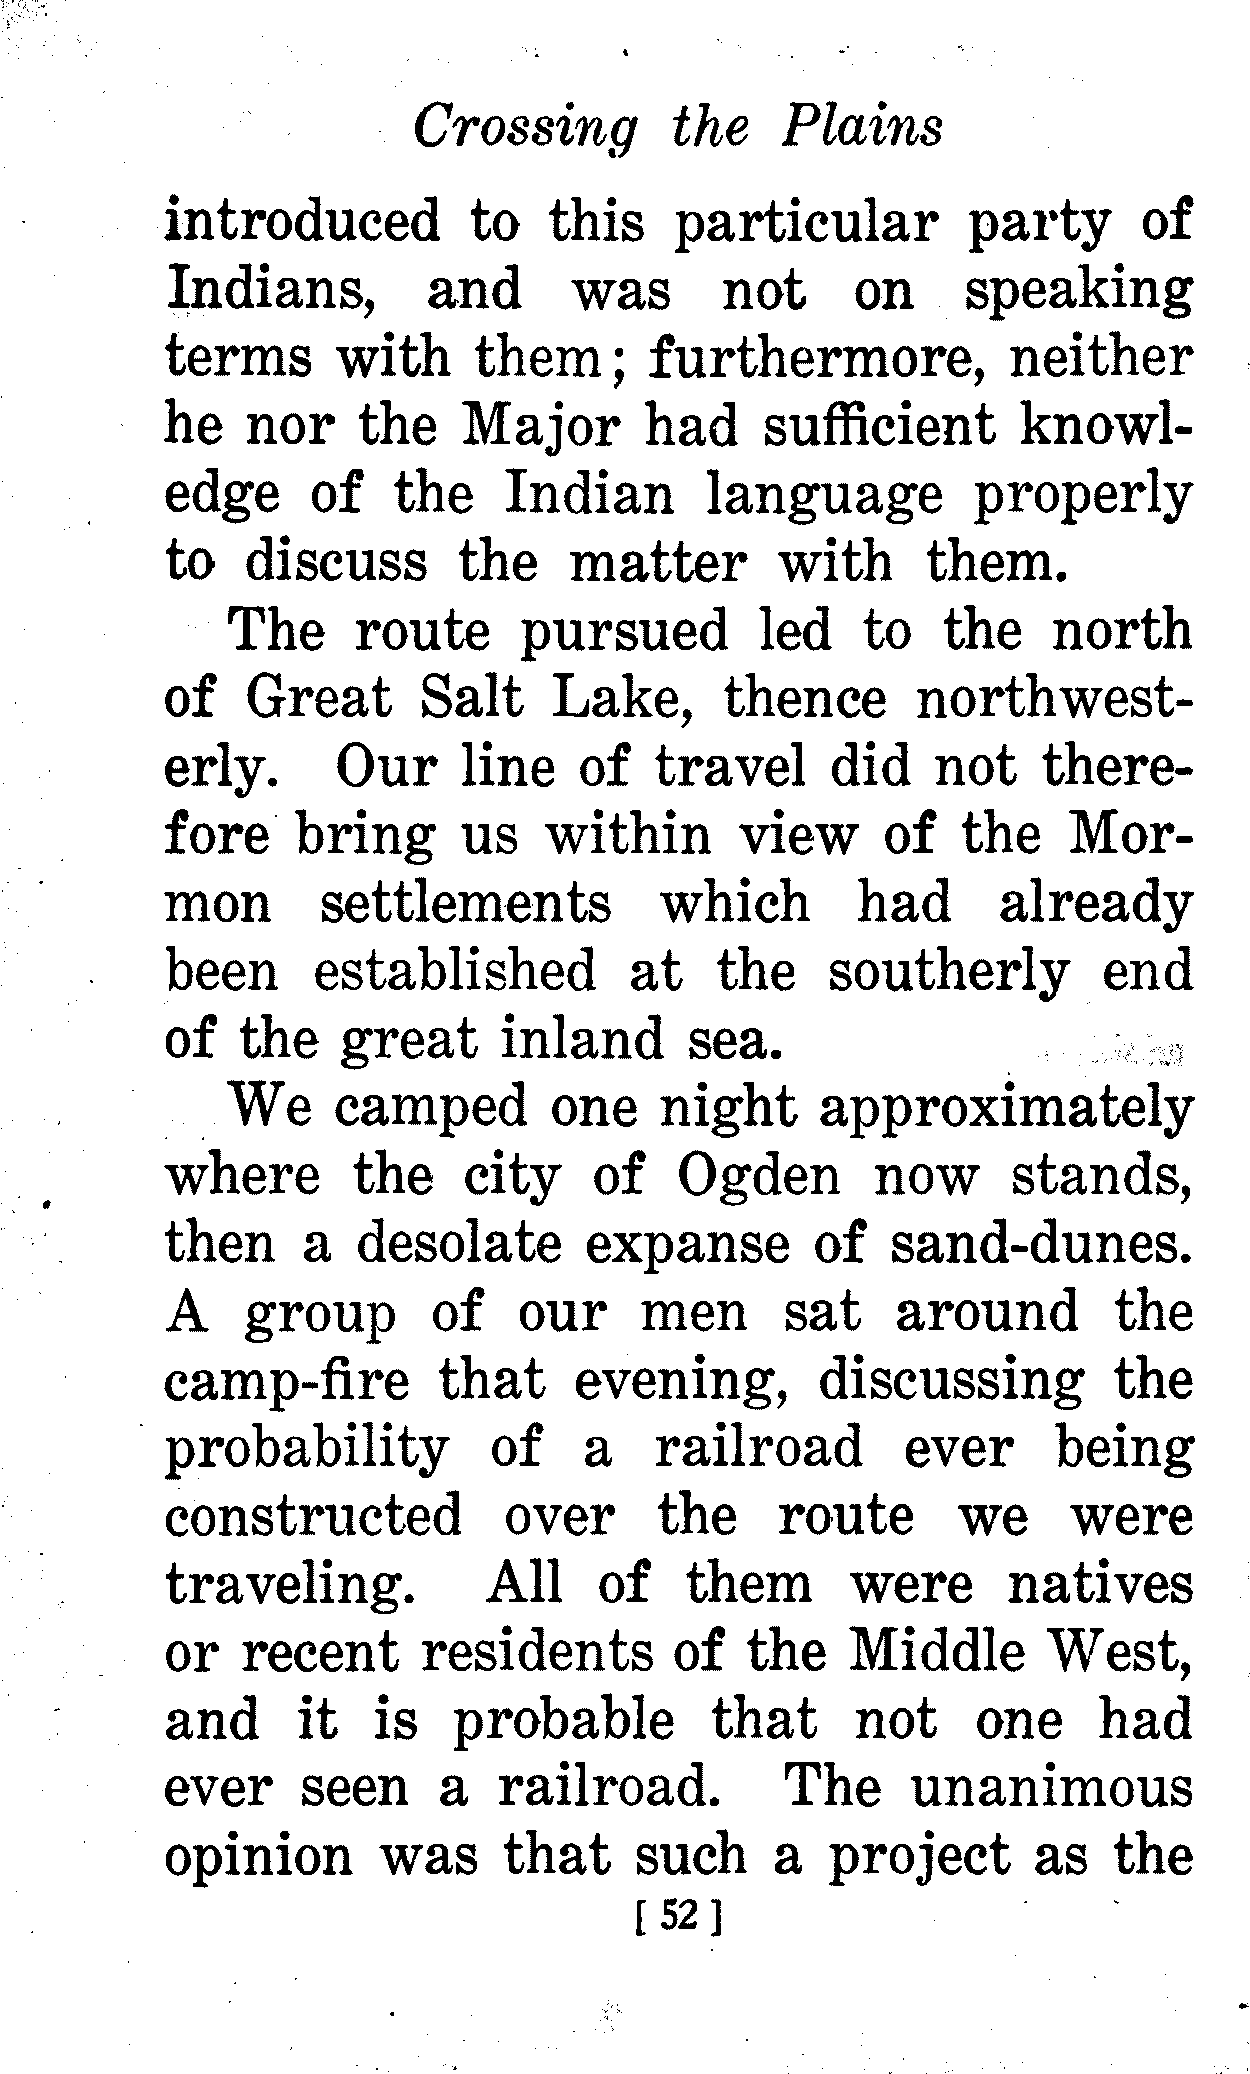 Crossing the Plains
introduced to this particular party of
Indians, and was not on speaking
terms with them; furthermore, neither
he nor the Major had sufficient knowl-
edge of the Indian language properly
to discuss the matter with them.
The route pursued led to the north
of Great Salt Lake, thence northwest-
erly. Our line of travel did not there-
fore bring us within view of the Mor-
mon settlements which had already
been established at the southerly end
of the great inland sea.
We camped one night approximately
where the city of Ogden now stands,
then a desolate expanse of sand-dunes.
A group of our men sat around the
camp-fire that evening, discussing the
probability of a railroad ever being
constructed over the route we were
traveling. All of them were natives
or recent residents of the Middle West,
and it is probable that not one had
ever seen a railroad. The unanimous
opinion was that such a project as the
[ 52 ]